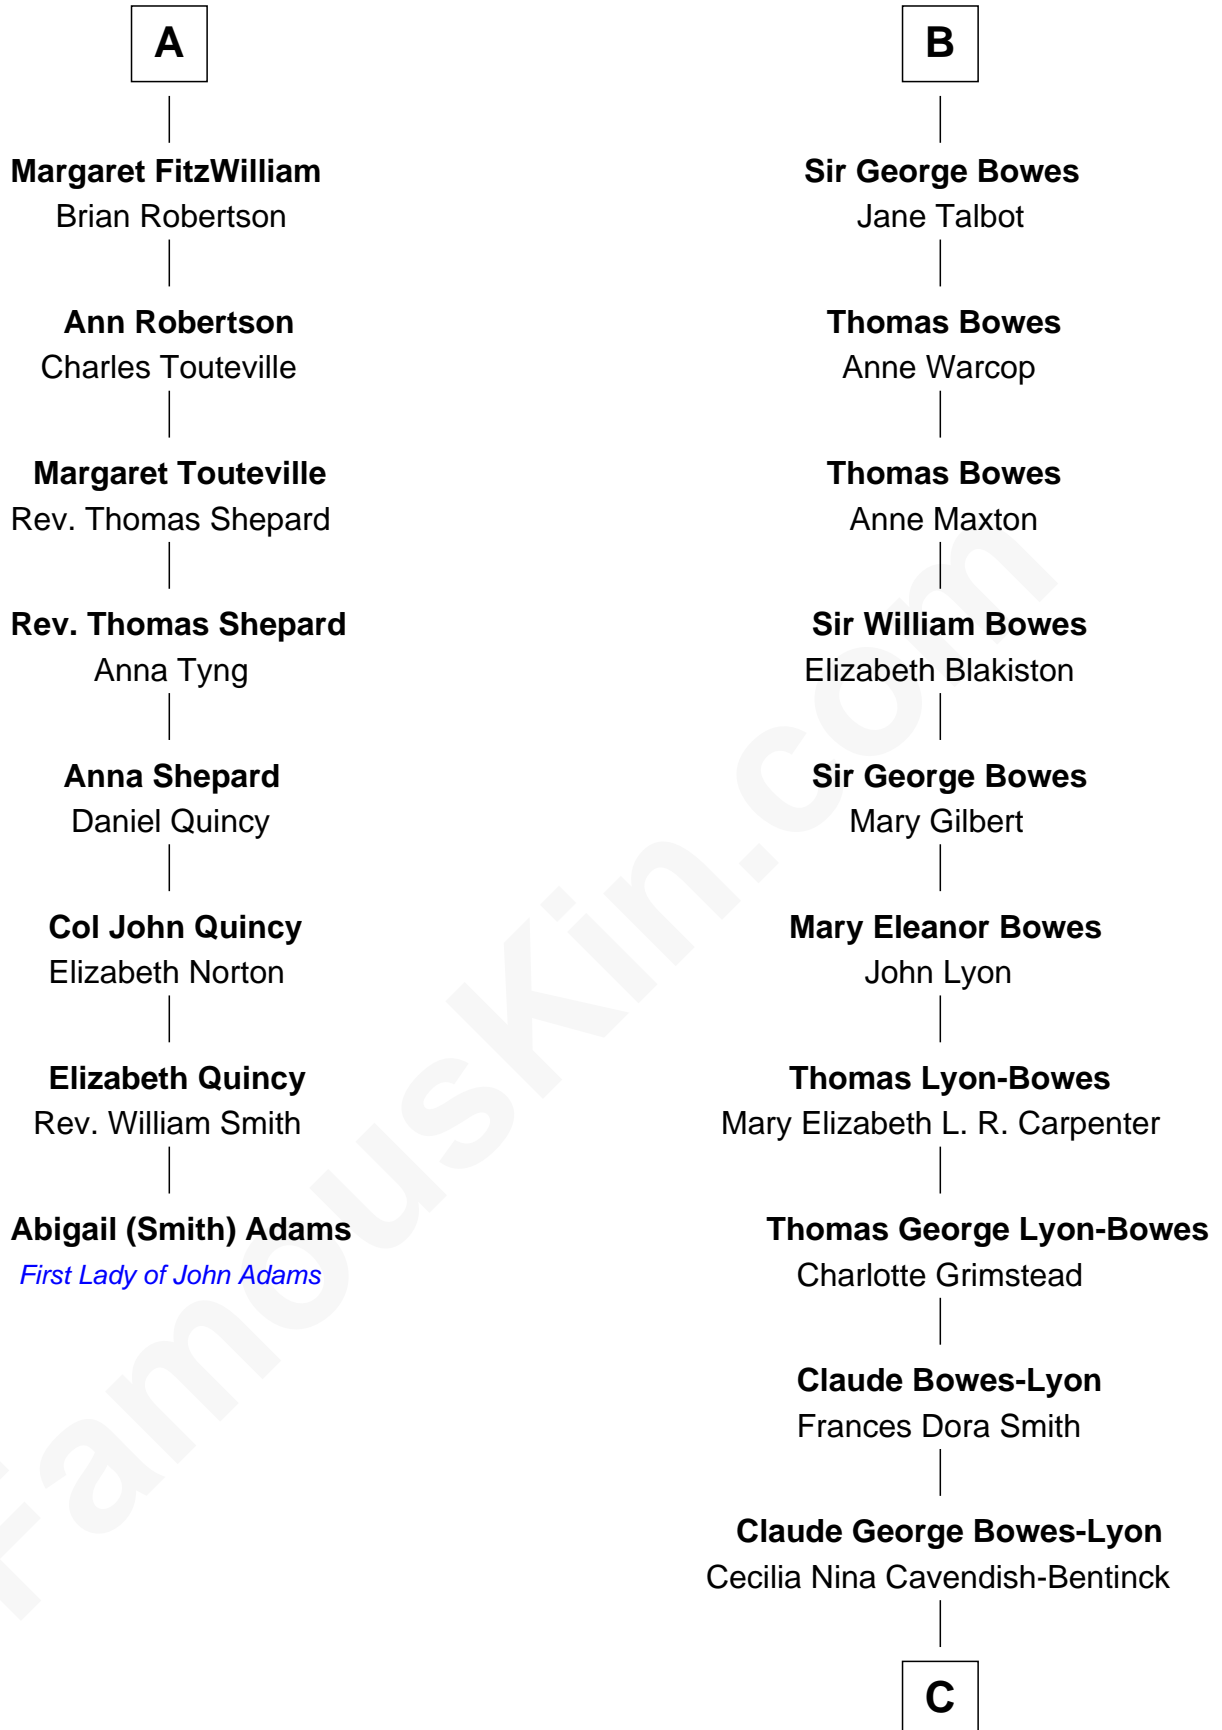 A
Margaret FitzWilliam
Brian Robertson
Ann Robertson
Charles Touteville
Margaret Touteville
Rev. Thomas Shepard
Rev. Thomas Shepard
Anna Tyng
Anna Shepard
Daniel Quincy
Col John Quincy
Elizabeth Norton
Elizabeth Quincy
Rev. William Smith
Abigail (Smith) Adams
First Lady of John Adams
B
Sir George Bowes
Jane Talbot
Thomas Bowes
Anne Warcop
Thomas Bowes
Anne Maxton
Sir William Bowes
Elizabeth Blakiston
Sir George Bowes
Mary Gilbert
Mary Eleanor Bowes
John Lyon
Thomas Lyon-Bowes
Mary Elizabeth L. R. Carpenter
Thomas George Lyon-Bowes
Charlotte Grimstead
Claude Bowes-Lyon
Frances Dora Smith
Claude George Bowes-Lyon
Cecilia Nina Cavendish-Bentinck
C
FamousKin.com